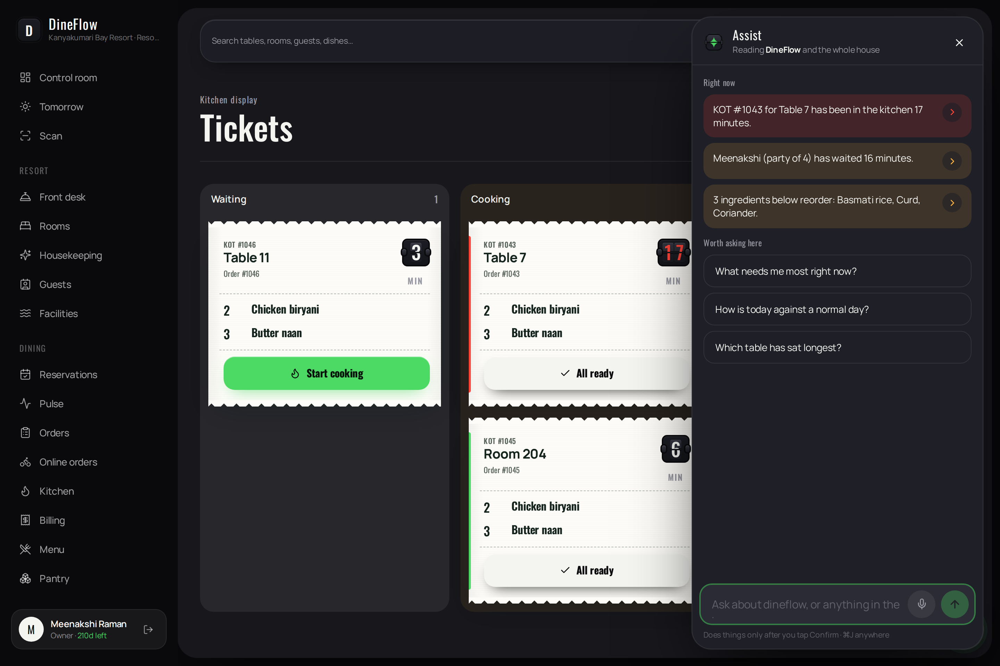 D
DineFlow
Kanyakumari Bay Resort · Reso...
Control room
Tomorrow
Scan
RESORT
Front desk
Rooms
Housekeeping
Guests
Facilities
DINING
Reservations
Pulse
Orders
Online orders
Kitchen
Billing
Menu
Pantry
M
Meenakshi Raman
Owner · 210d left
Search tables, rooms, guests, dishes...
Kitchen display
Tickets
Waiting
1
KOT #1046
Table 11
Order #1046
3
MIN
2 Chicken biryani
3 Butter naan
Start cooking
Cooking
KOT #1043
Table 7
Order #1043
17
MIN
2 Chicken biryani
3 Butter naan
All ready
KOT #1045
Room 204
Order #1045
6
MIN
2 Chicken biryani
3 Butter naan
All ready
Assist
Reading DineFlow and the whole house
Right now
KOT #1043 for Table 7 has been in the kitchen 17
minutes.
Meenakshi (party of 4) has waited 16 minutes.
3 ingredients below reorder: Basmati rice, Curd,
Coriander.
Worth asking here
What needs me most right now?
How is today against a normal day?
Which table has sat longest?
Ask about dineflow, or anything in the
Does things only after you tap Confirm · ⌘J anywhere